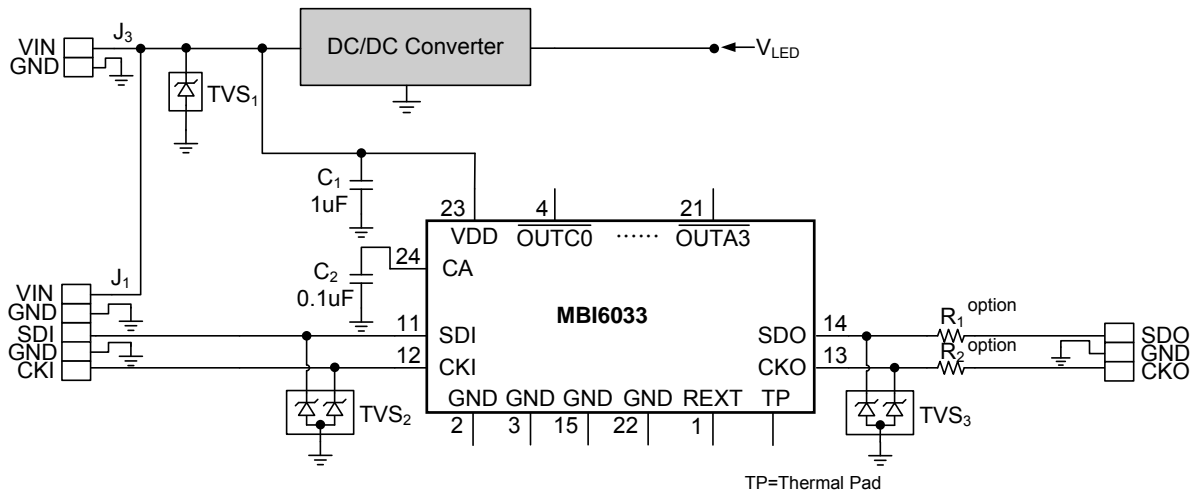 VIN
GND
J3
DC/DC Converter
VLED
TVS1
C1
1uF
23
4
21
VDD
OUTC0
......
OUTA3
24
CA
C2
0.1uF
J1
VIN
GND
SDI
GND
CKI
MBI6033
11
SDI
12
CKI
SDO
14
CKO
13
R1 option
R2 option
SDO
GND
CKO
GND GND GND GND REXT TP
2 3 15 22 1
TVS2
TVS3
TP=Thermal Pad